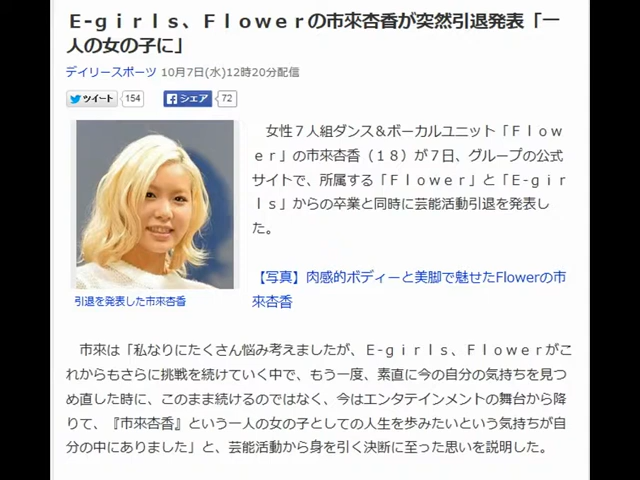 Ｅ-ｇｉｒｌｓ、Ｆｌｏｗｅｒの市來杏香が突然引退発表「一
人の女の子に」
デイリースポーツ 10月7日(水)12時20分配信
ツイート 154 シェア 72
女性７人組ダンス＆ボーカルユニット「Ｆｌｏｗ
ｅｒ」の市來杏香（１８）が７日、グループの公式
サイトで、所属する「Ｆｌｏｗｅｒ」と「Ｅ-ｇｉｒ
ｌｓ」からの卒業と同時に芸能活動引退を発表し
た。
【写真】肉感的ボディーと美脚で魅せたFlowerの市
來杏香
引退を発表した市來杏香
市來は「私なりにたくさん悩み考えましたが、Ｅ-ｇｉｒｌｓ、Ｆｌｏｗｅｒがこ
れからもさらに挑戦を続けていく中で、もう一度、素直に今の自分の気持ちを見つ
め直した時に、このまま続けるのではなく、今はエンタテインメントの舞台から降
りて、『市來杏香』という一人の女の子としての人生を歩みたいという気持ちが自
分の中にありました」と、芸能活動から身を引く決断に至った思いを説明した。